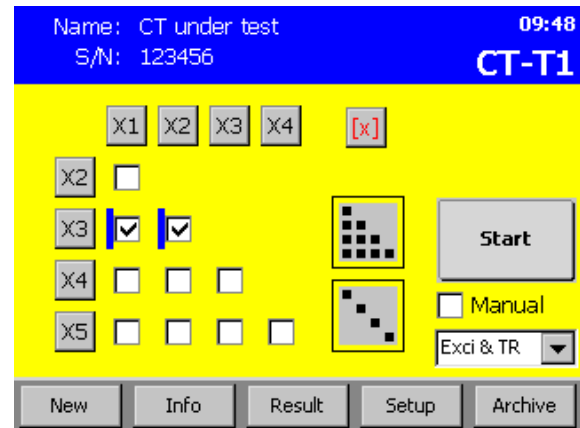 Name: CT under test 09:48
S/N: 123456 CT-T1
X1 X2 X3 X4 [x]
X2
X3
Start
X4
Manual
X5
Exci & TR
New Info Result Setup Archive